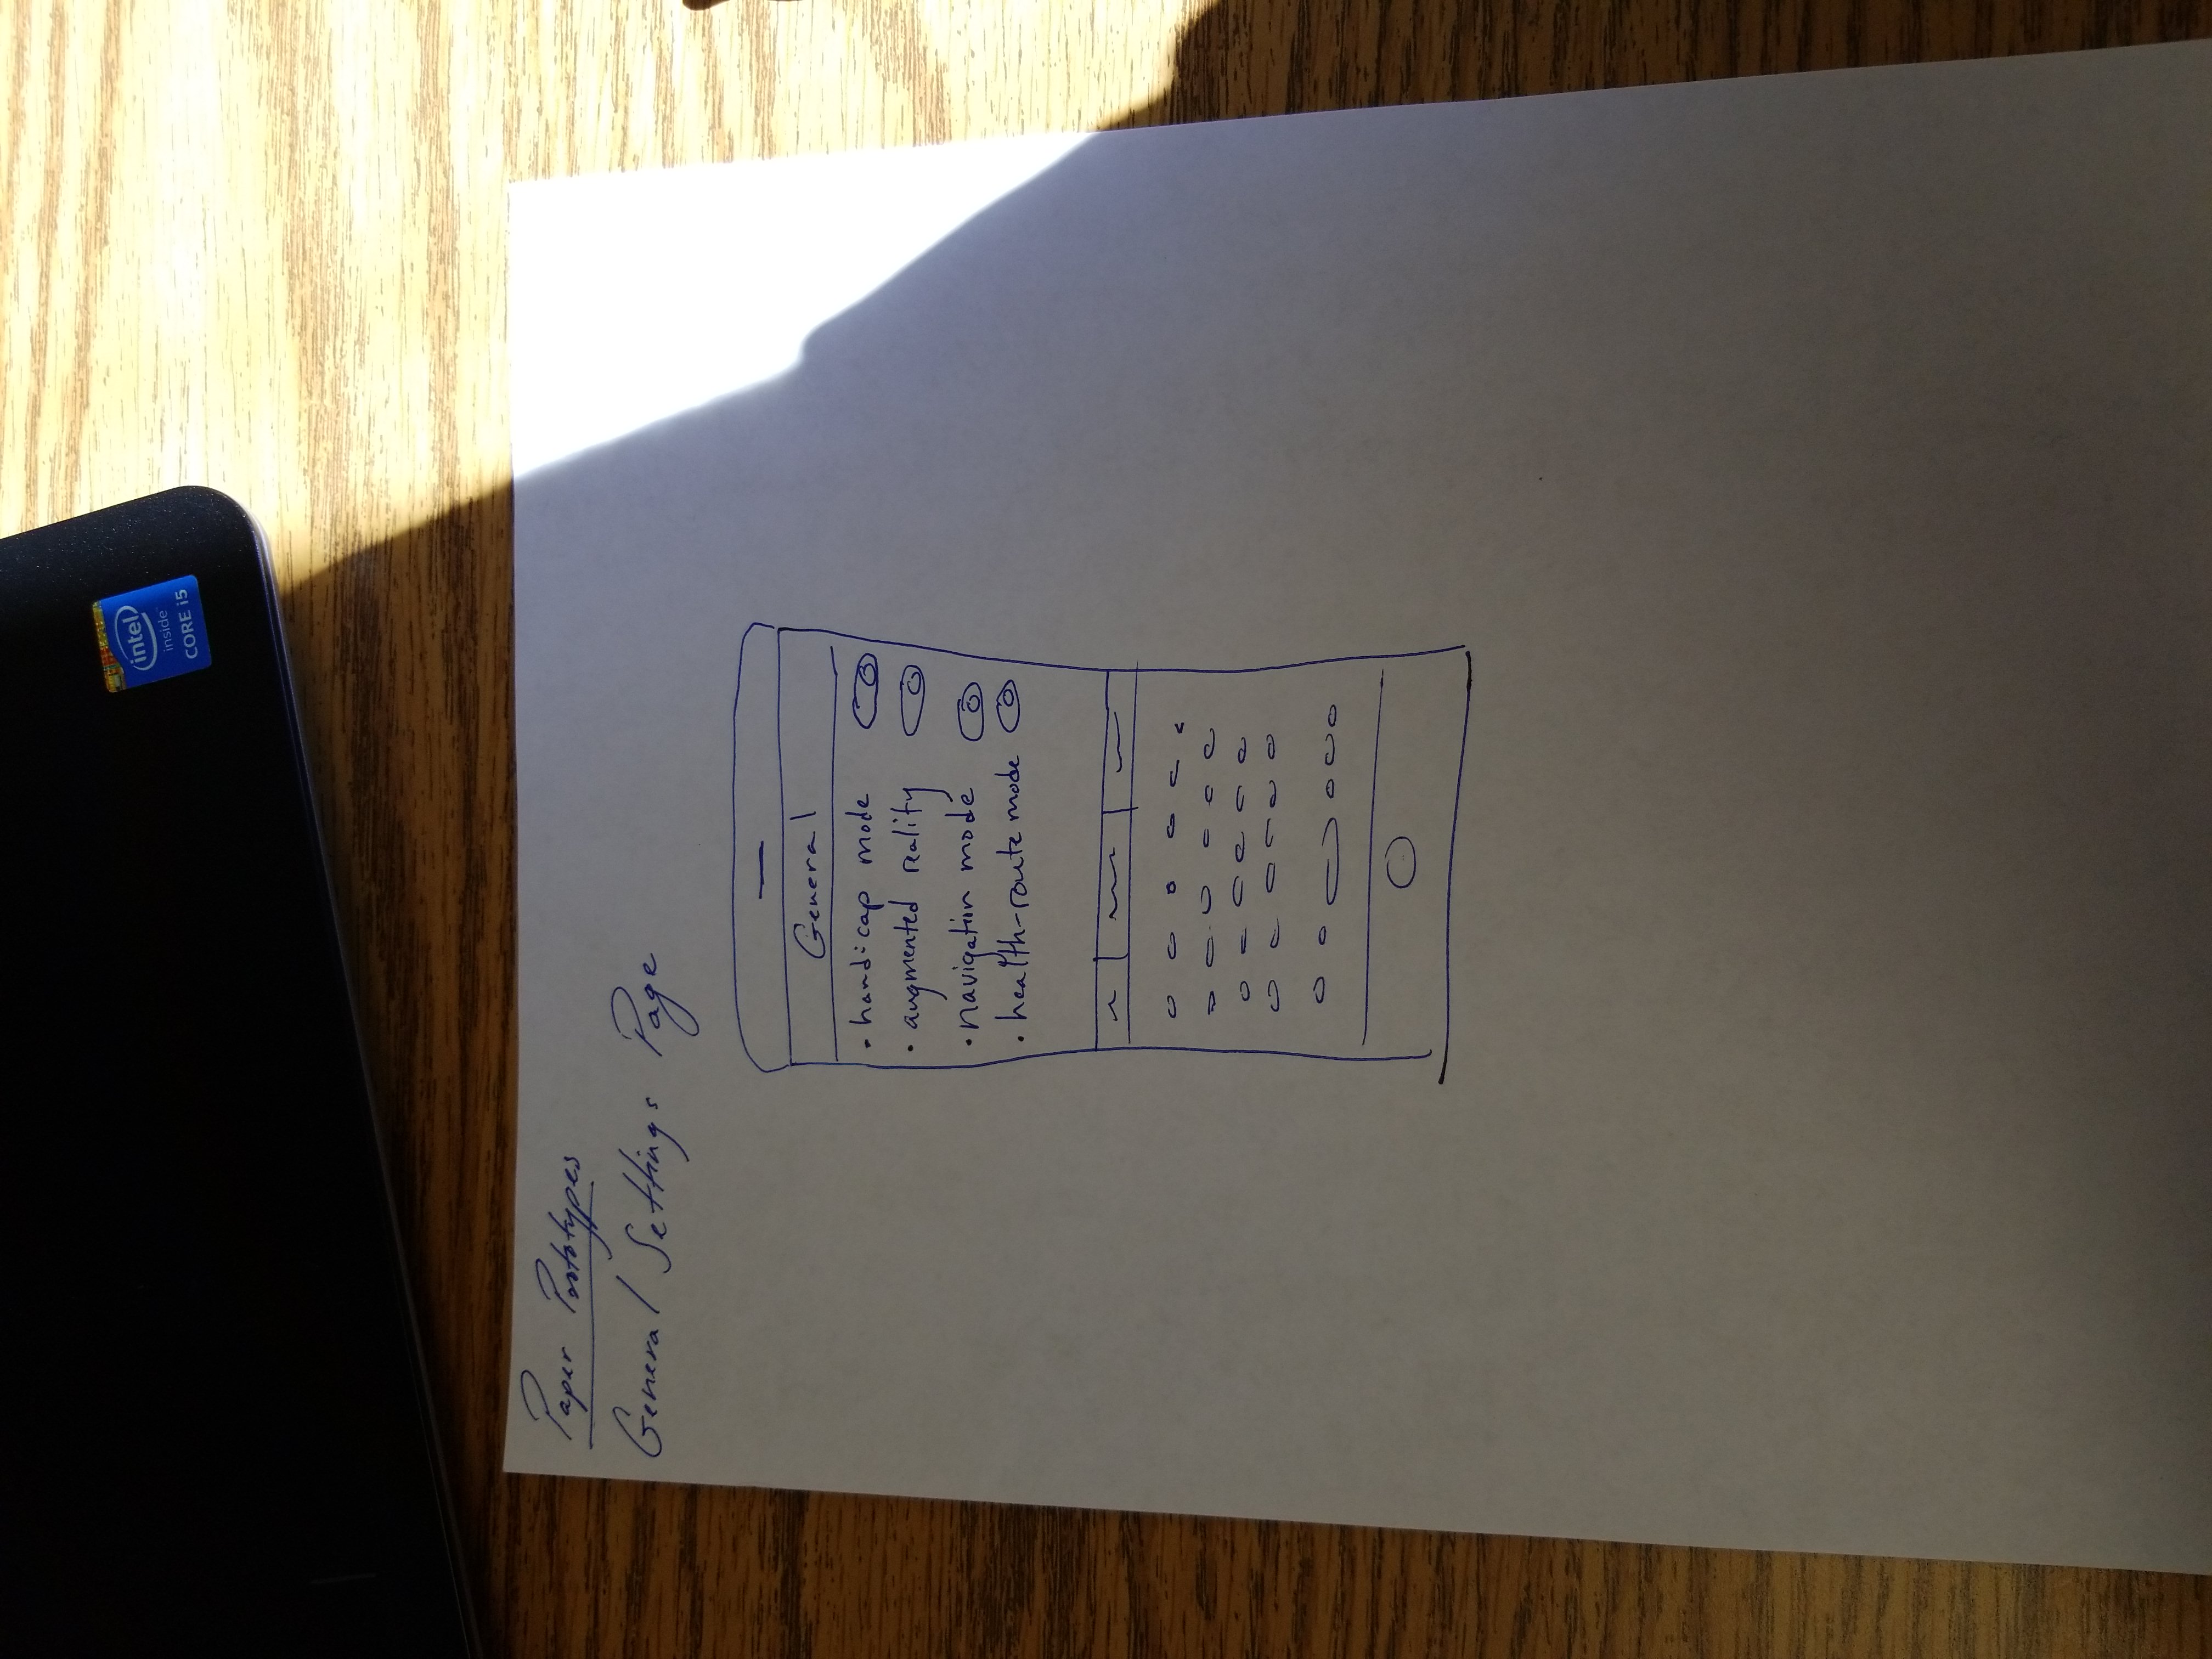 intel
inside
CORE i5
Paper Prototypes
General Settings Page
General
• handicap mode
• augmented reality
• navigation mode
• health-route mode